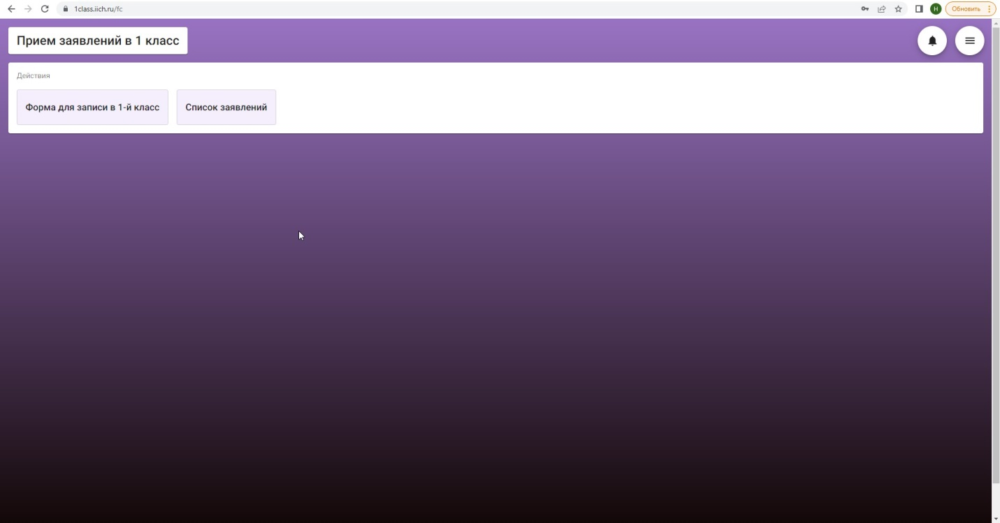 1class.iich.ru/fc
Н
Обновить
Прием заявлений в 1 класс
Действия
Форма для записи в 1-й класс
Список заявлений